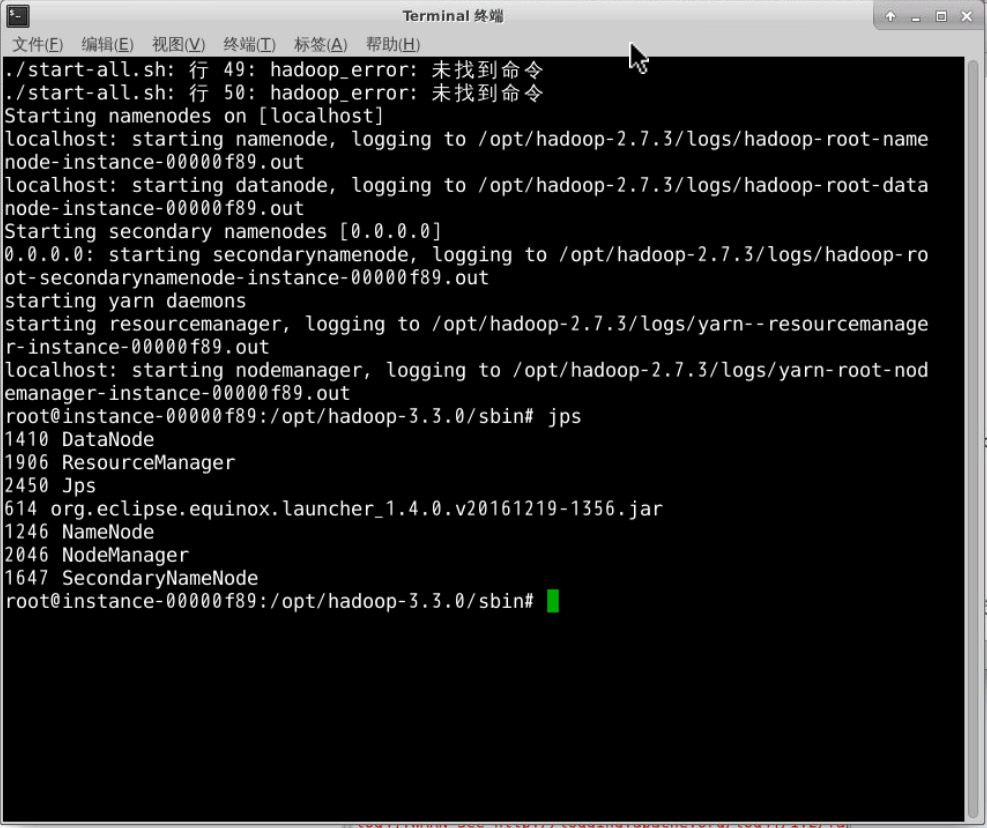 Terminal 终端
文件(F) 编辑(E) 视图(V) 终端(T) 标签(A) 帮助(H)
./start-all.sh: 行 49: hadoop_error: 未找到命令
./start-all.sh: 行 50: hadoop_error: 未找到命令
Starting namenodes on [localhost]
localhost: starting namenode, logging to /opt/hadoop-2.7.3/logs/hadoop-root-name
node-instance-00000f89.out
localhost: starting datanode, logging to /opt/hadoop-2.7.3/logs/hadoop-root-data
node-instance-00000f89.out
Starting secondary namenodes [0.0.0.0]
0.0.0.0: starting secondarynamenode, logging to /opt/hadoop-2.7.3/logs/hadoop-ro
ot-secondarynamenode-instance-00000f89.out
starting yarn daemons
starting resourcemanager, logging to /opt/hadoop-2.7.3/logs/yarn--resourcemanage
r-instance-00000f89.out
localhost: starting nodemanager, logging to /opt/hadoop-2.7.3/logs/yarn-root-nod
emanager-instance-00000f89.out
root@instance-00000f89:/opt/hadoop-3.3.0/sbin# jps
1410 DataNode
1906 ResourceManager
2450 Jps
614 org.eclipse.equinox.launcher_1.4.0.v20161219-1356.jar
1246 NameNode
2046 NodeManager
1647 SecondaryNameNode
root@instance-00000f89:/opt/hadoop-3.3.0/sbin#